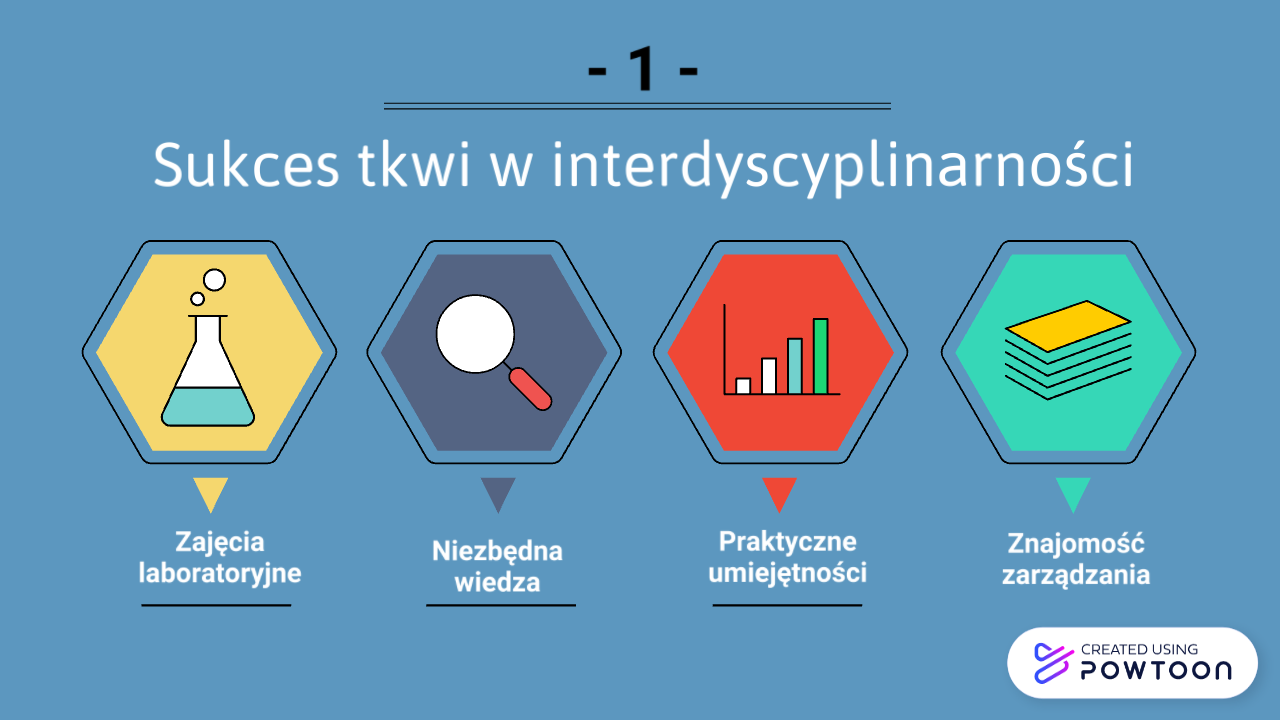 - 1 -
Sukces tkwi w interdyscyplinarności
Zajęcia
laboratoryjne
Niezbędna
wiedza
Praktyczne
umiejętności
Znajomość
zarządzania
CREATED USING
POWTOON